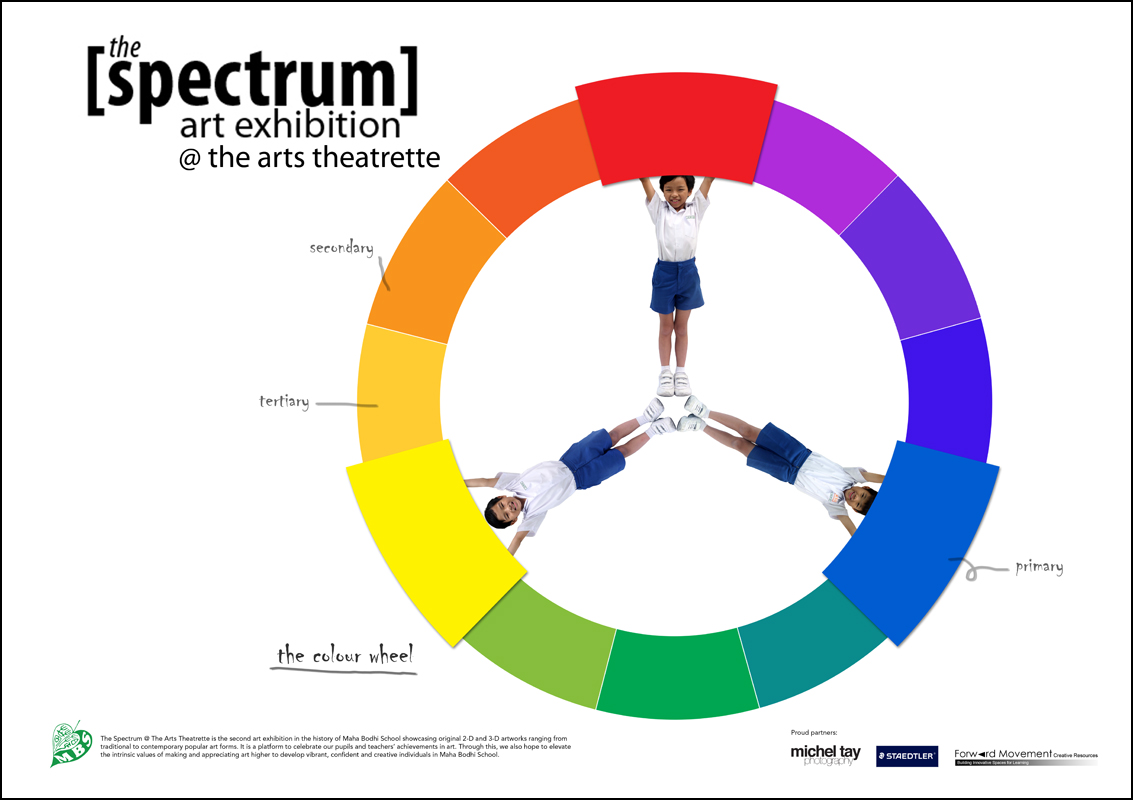 the
[spectrum]
art exhibition
@ the arts theatrette
secondary
tertiary
primary
the colour wheel
MBS
The Spectrum @ The Arts Theatrette is the second art exhibition in the history of Maha Bodhi School showcasing original 2-D and 3-D artworks ranging from
traditional to contemporary popular art forms. It is a platform to celebrate our pupils and teachers' achievements in art. Through this, we also hope to elevate
the intrinsic values of making and appreciating art higher to develop vibrant, confident and creative individuals in Maha Bodhi School.
Proud partners:
michel tay
photography
STAEDTLER
Forward Movement Creative Resources
Building Innovative Spaces for Learning